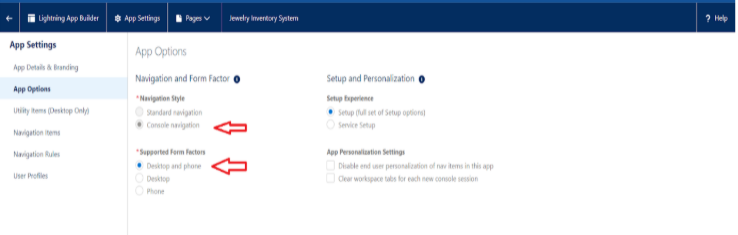 Lightning App Builder
App Settings
Pages
Jewelry Inventory System
? Help
App Settings
App Details & Branding
App Options
Utility Items (Desktop Only)
Navigation Items
Navigation Rules
User Profiles
App Options
Navigation and Form Factor
*Navigation Style
Standard navigation
Console navigation
*Supported Form Factors
Desktop and phone
Desktop
Phone
Setup and Personalization
Setup Experience
Setup (full set of Setup options)
Service Setup
App Personalization Settings
Disable end user personalization of nav items in this app
Clear workspace tabs for each new console session